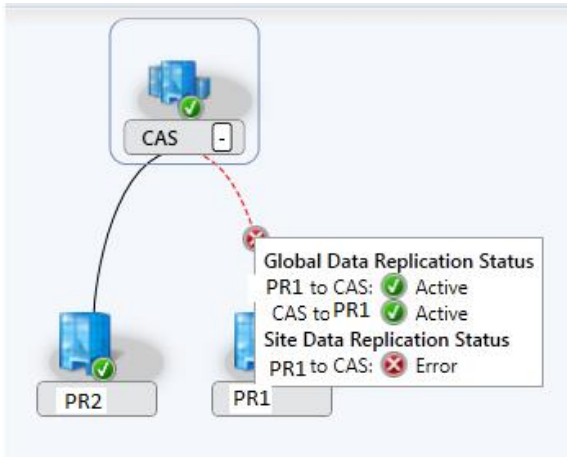 CAS -
Global Data Replication Status
PR1 to CAS: Active
CAS to PR1 Active
Site Data Replication Status
PR1 to CAS: Error
PR2
PR1